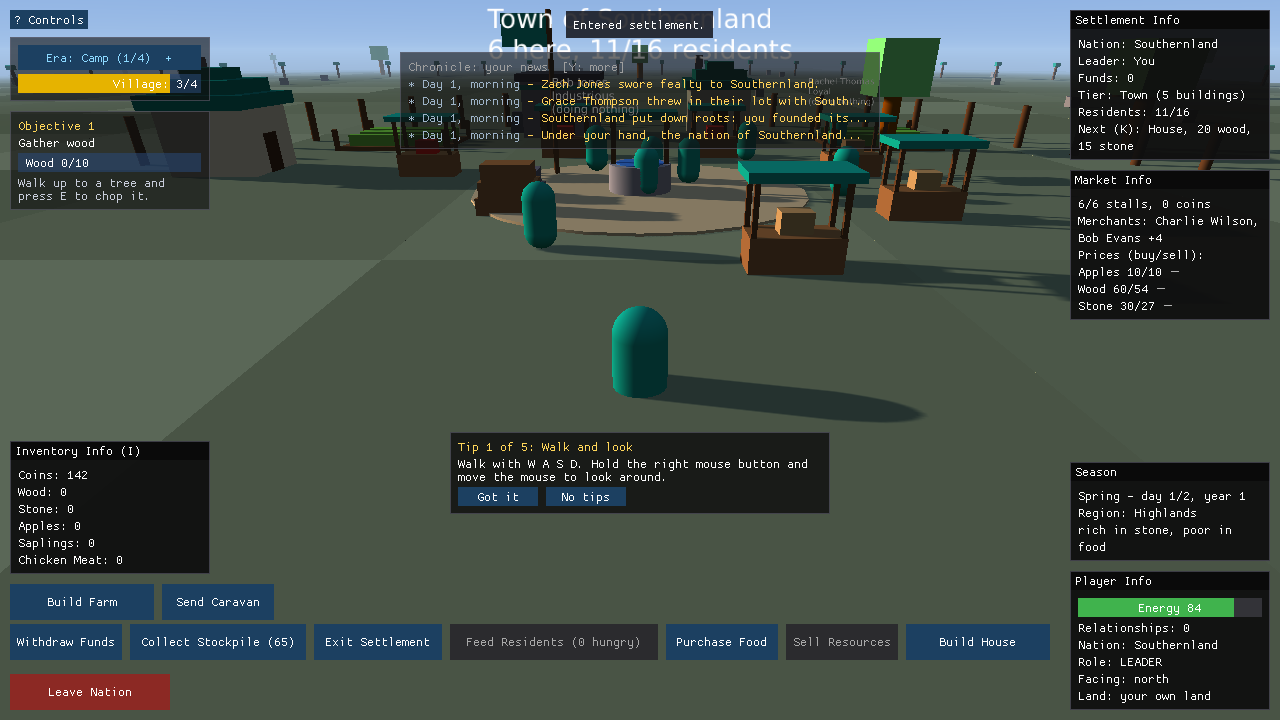 ? Controls
Town of Southernland
Entered settlement.
6 here, 11/16 residents
Era: Camp (1/4) +
Village: 3/4
Objective 1
Gather wood
Wood 0/10
Walk up to a tree and
press E to chop it.
Chronicle: your news [Y: more]
* Day 1, morning – Zach Jones swore fealty to Southernland.
* Day 1, morning – Grace Thompson threw in their lot with South...
* Day 1, morning – Southernland put down roots: you founded its...
* Day 1, morning – Under your hand, the nation of Southernland...
Settlement Info
Nation: Southernland
Leader: You
Funds: 0
Tier: Town (5 buildings)
Residents: 11/16
Next (K): House, 20 wood,
15 stone
Market Info
6/6 stalls, 0 coins
Merchants: Charlie Wilson,
Bob Evans +4
Prices (buy/sell):
Apples 10/10 —
Wood 60/54 —
Stone 30/27 —
Tip 1 of 5: Walk and look
Walk with W A S D. Hold the right mouse button and
move the mouse to look around.
Got it
No tips
Inventory Info (I)
Coins: 142
Wood: 0
Stone: 0
Apples: 0
Saplings: 0
Chicken Meat: 0
Season
Spring – day 1/2, year 1
Region: Highlands
rich in stone, poor in
food
Player Info
Energy 84
Relationships: 0
Nation: Southernland
Role: LEADER
Facing: north
Land: your own land
Build Farm
Send Caravan
Withdraw Funds
Collect Stockpile (65)
Exit Settlement
Feed Residents (0 hungry)
Purchase Food
Sell Resources
Build House
Leave Nation